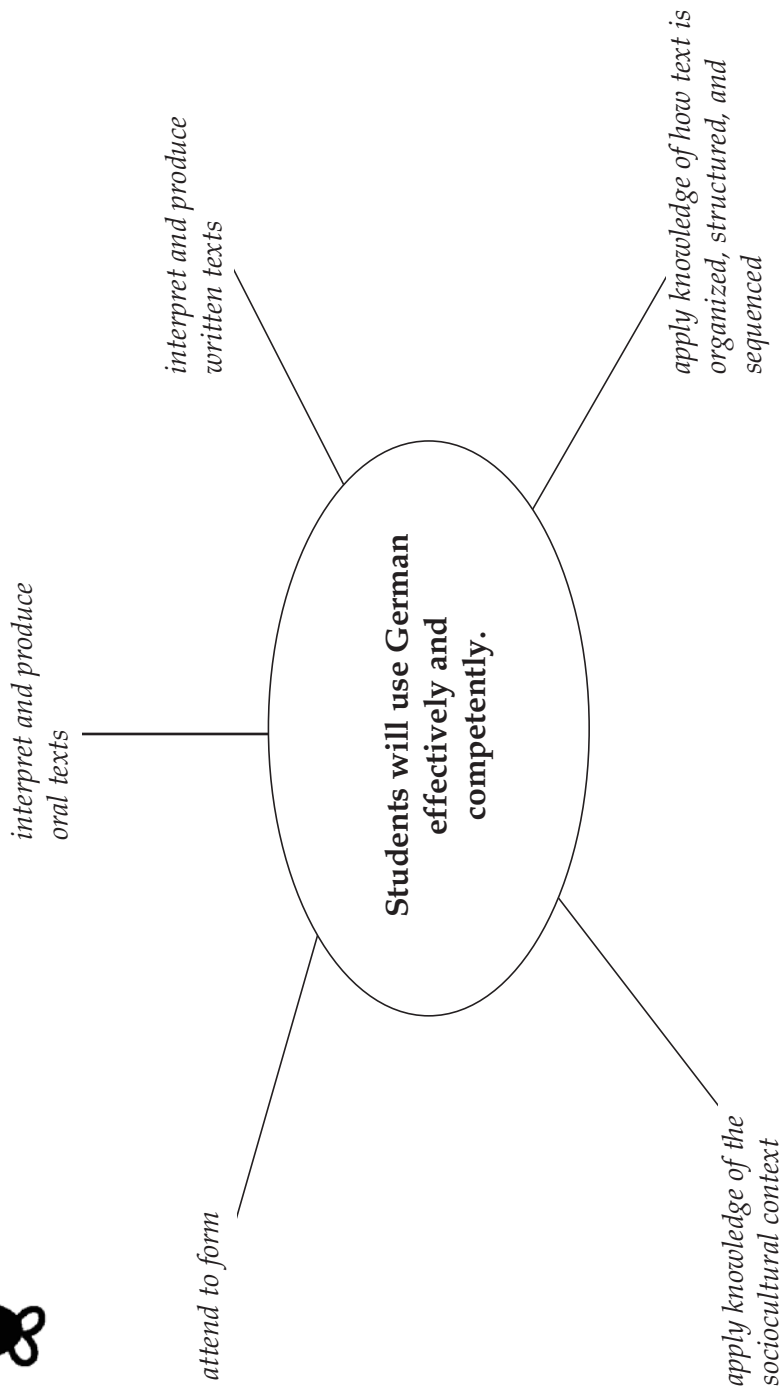 interpret and produce
oral texts
interpret and produce
written texts
attend to form
Students will use German
effectively and
competently.
apply knowledge of the
sociocultural context
apply knowledge of how text is
organized, structured, and
sequenced